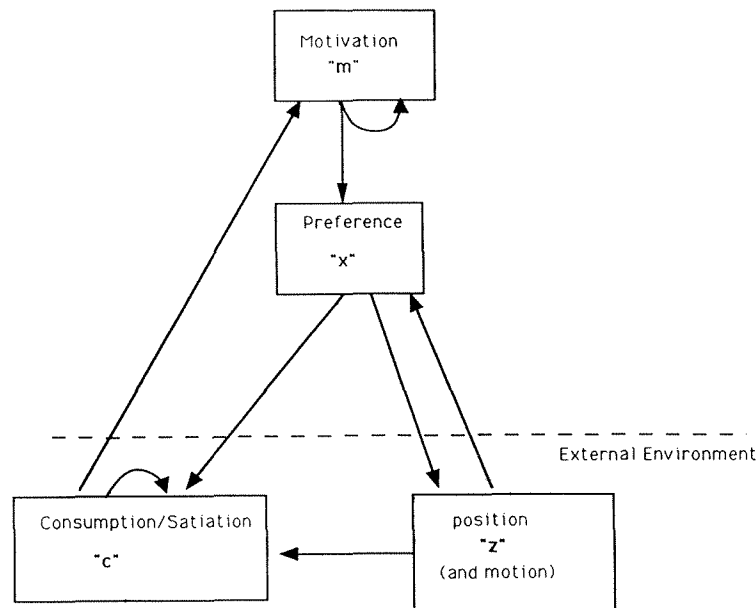 Motivation
"m"
Preference
"x"
External Environment
Consumption/Satiation
"c"
position
"z"
(and motion)